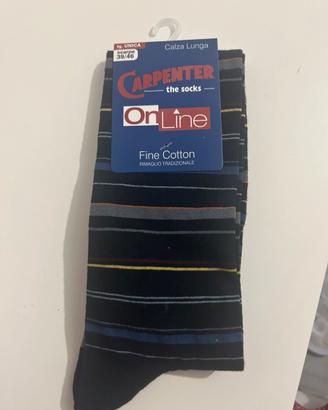 tg. UNICA
39/46
Calza Lunga
CARPENTER
the socks
OnLine
Fine Cotton
RIMAGLIO TRADIZIONALE